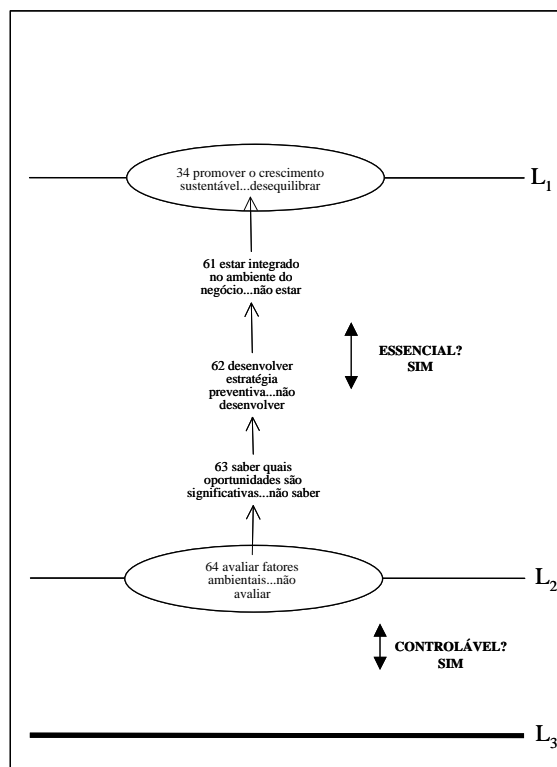 34 promover o crescimento
sustentável...desequilibrar
L1
61 estar integrado
no ambiente do
negócio...não estar
ESSENCIAL?
SIM
62 desenvolver
estratégia
preventiva...não
desenvolver
63 saber quais
oportunidades são
significativas...não saber
64 avaliar fatores
ambientais...não
avaliar
L2
CONTROLÁVEL?
SIM
L3